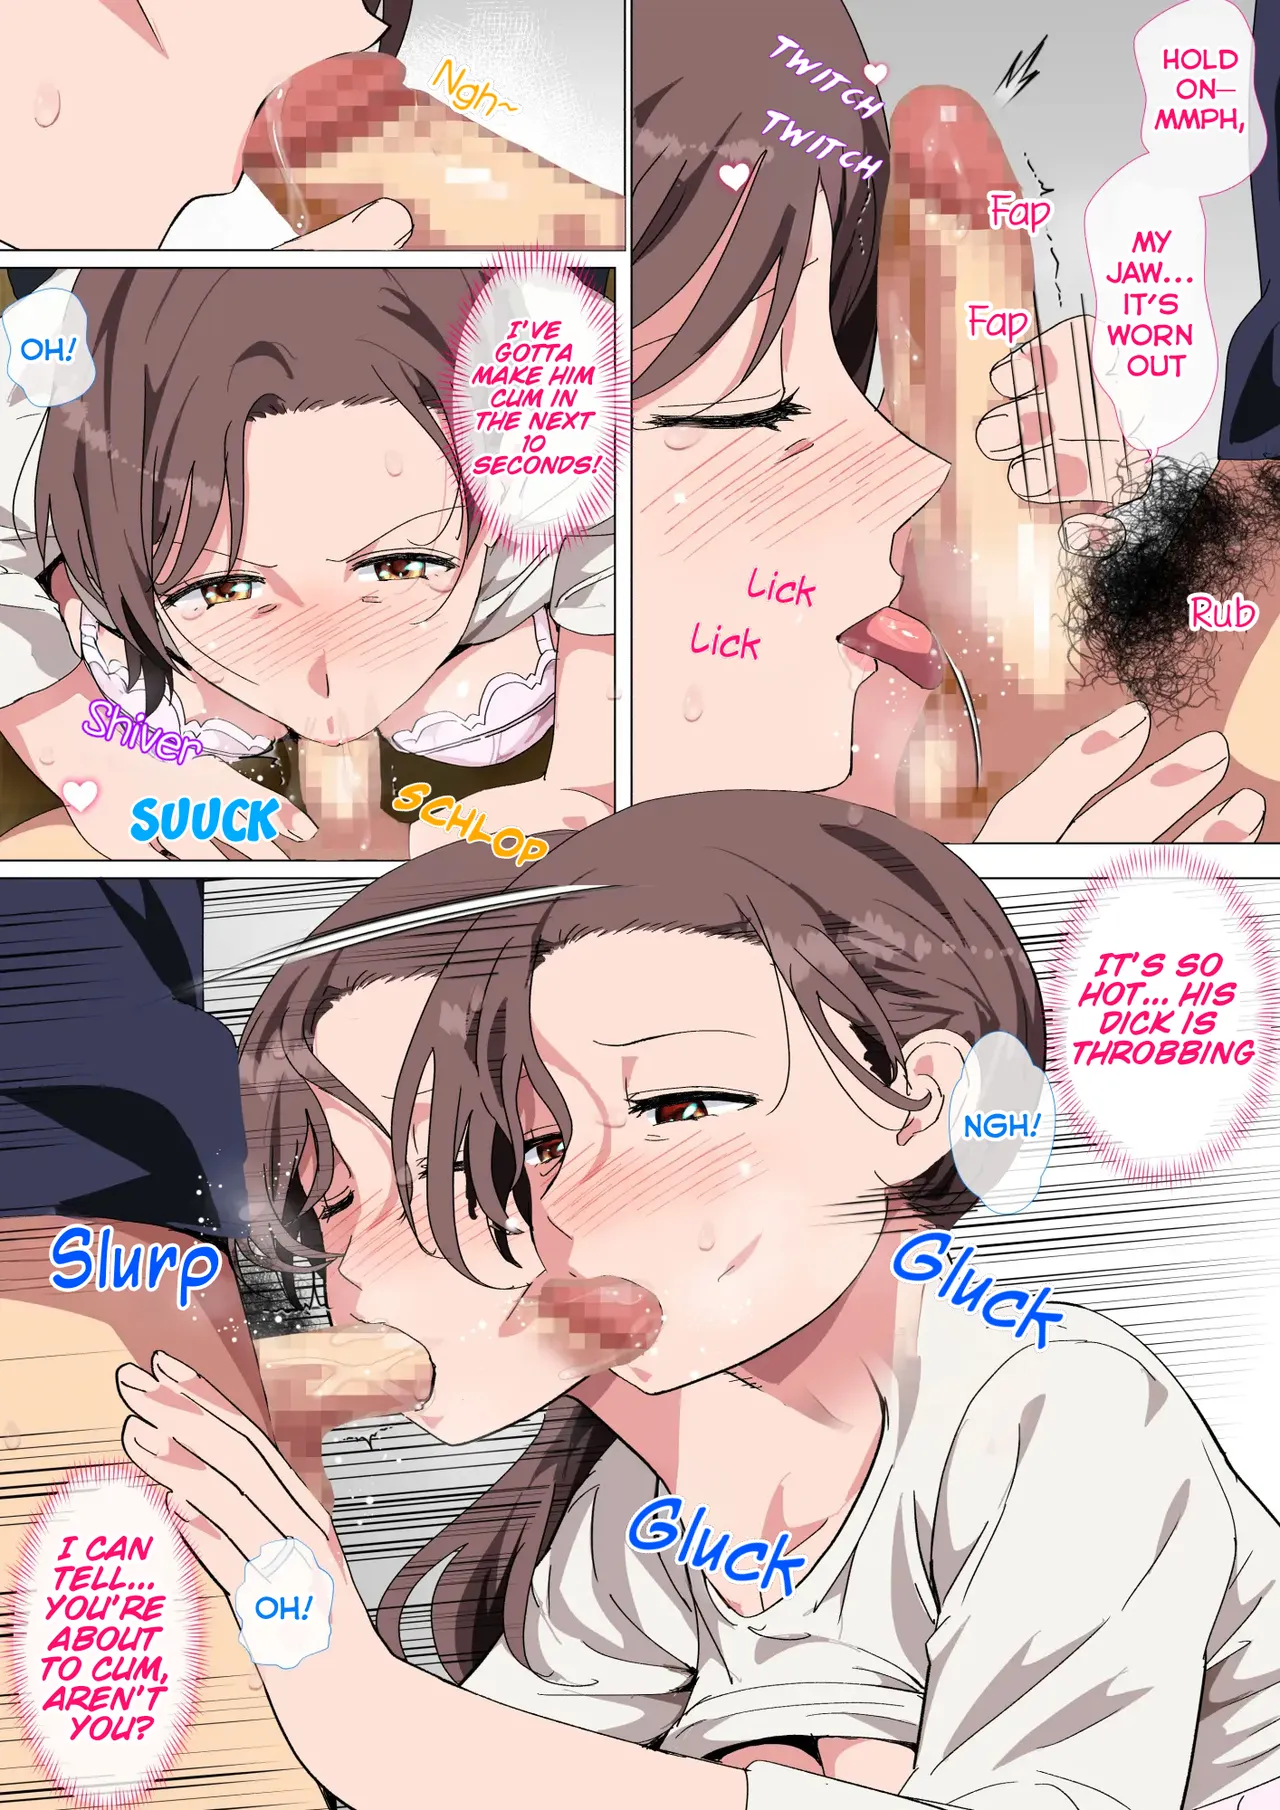 HOLD
ON—
MMPH,
MY
JAW...
IT'S
WORN
OUT
TWITCH
TWITCH
Fap
Fap
Rub
Lick
Lick
Ngh~
I'VE
GOTTA
MAKE HIM
CUM IN
THE NEXT
10
SECONDS!
OH!
Shiver
SUUCK
SCHLOP
IT'S SO
HOT... HIS
DICK IS
THROBBING
NGH!
Gluck
Slurp
Gluck
OH!
I CAN
TELL...
YOU'RE
ABOUT
TO CUM,
AREN'T
YOU?